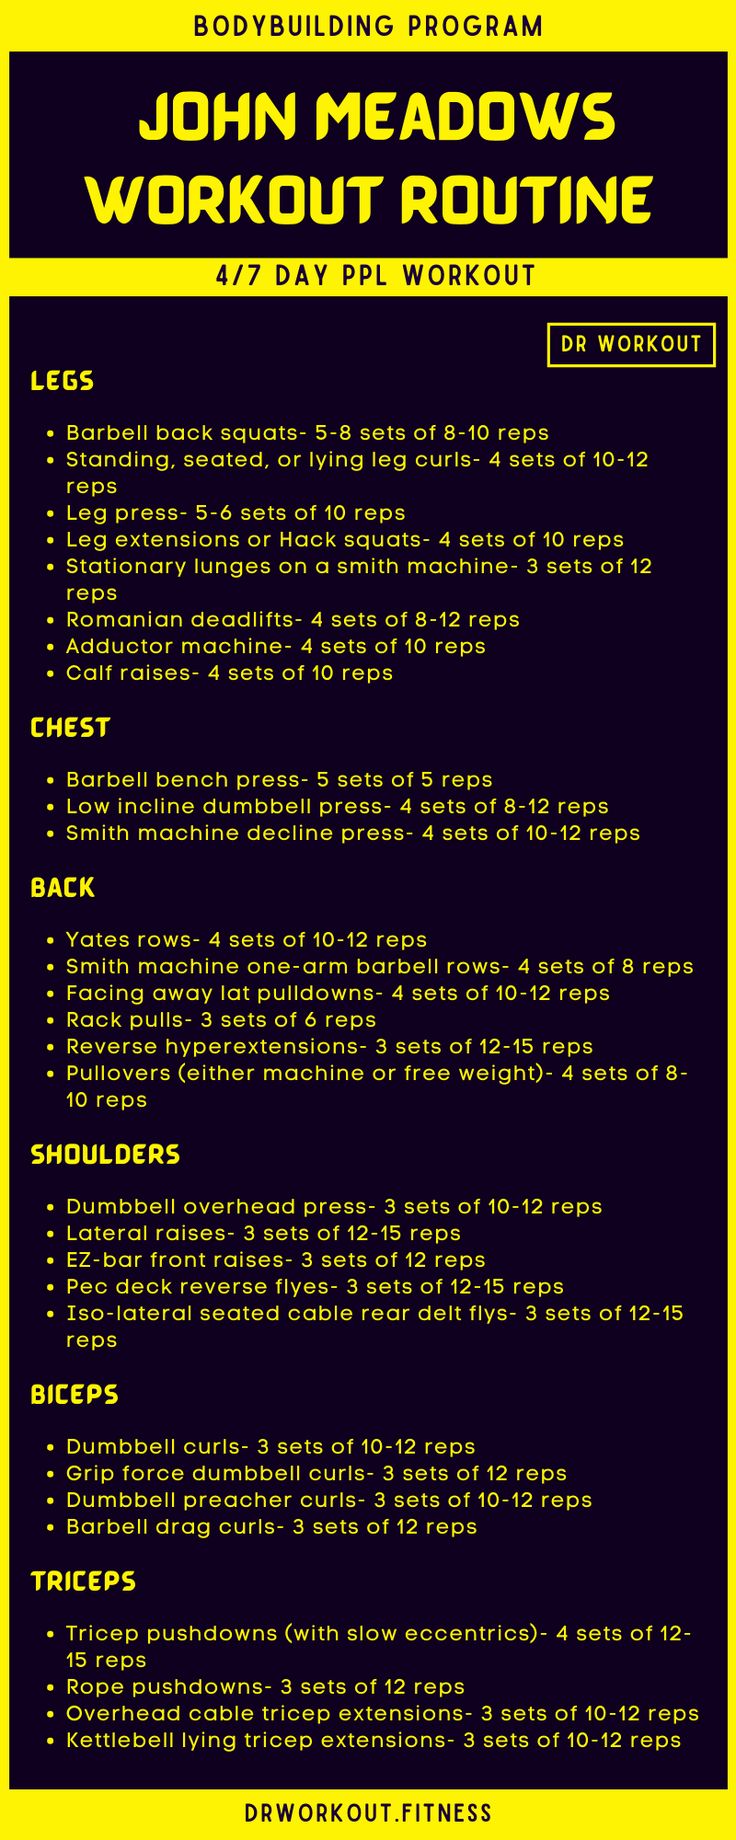 BODYBUILDING PROGRAM
JOHN MEADOWS
WORKOUT ROUTINE
4/7 DAY PPL WORKOUT
DR WORKOUT
LEGS
• Barbell back squats- 5-8 sets of 8-10 reps
• Standing, seated, or lying leg curls- 4 sets of 10-12
reps
• Leg press- 5-6 sets of 10 reps
• Leg extensions or Hack squats- 4 sets of 10 reps
• Stationary lunges on a smith machine- 3 sets of 12
reps
• Romanian deadlifts- 4 sets of 8-12 reps
• Adductor machine- 4 sets of 10 reps
• Calf raises- 4 sets of 10 reps
CHEST
• Barbell bench press- 5 sets of 5 reps
• Low incline dumbbell press- 4 sets of 8-12 reps
• Smith machine decline press- 4 sets of 10-12 reps
BACK
• Yates rows- 4 sets of 10-12 reps
• Smith machine one-arm barbell rows- 4 sets of 8 reps
• Facing away lat pulldowns- 4 sets of 10-12 reps
• Rack pulls- 3 sets of 6 reps
• Reverse hyperextensions- 3 sets of 12-15 reps
• Pullovers (either machine or free weight)- 4 sets of 8-
10 reps
SHOULDERS
• Dumbbell overhead press- 3 sets of 10-12 reps
• Lateral raises- 3 sets of 12-15 reps
• EZ-bar front raises- 3 sets of 12 reps
• Pec deck reverse flyes- 3 sets of 12-15 reps
• Iso-lateral seated cable rear delt flys- 3 sets of 12-15
reps
BICEPS
• Dumbbell curls- 3 sets of 10-12 reps
• Grip force dumbbell curls- 3 sets of 12 reps
• Dumbbell preacher curls- 3 sets of 10-12 reps
• Barbell drag curls- 3 sets of 12 reps
TRICEPS
• Tricep pushdowns (with slow eccentrics)- 4 sets of 12-
15 reps
• Rope pushdowns- 3 sets of 12 reps
• Overhead cable tricep extensions- 3 sets of 10-12 reps
• Kettlebell lying tricep extensions- 3 sets of 10-12 reps
DRWORKOUT.FITNESS